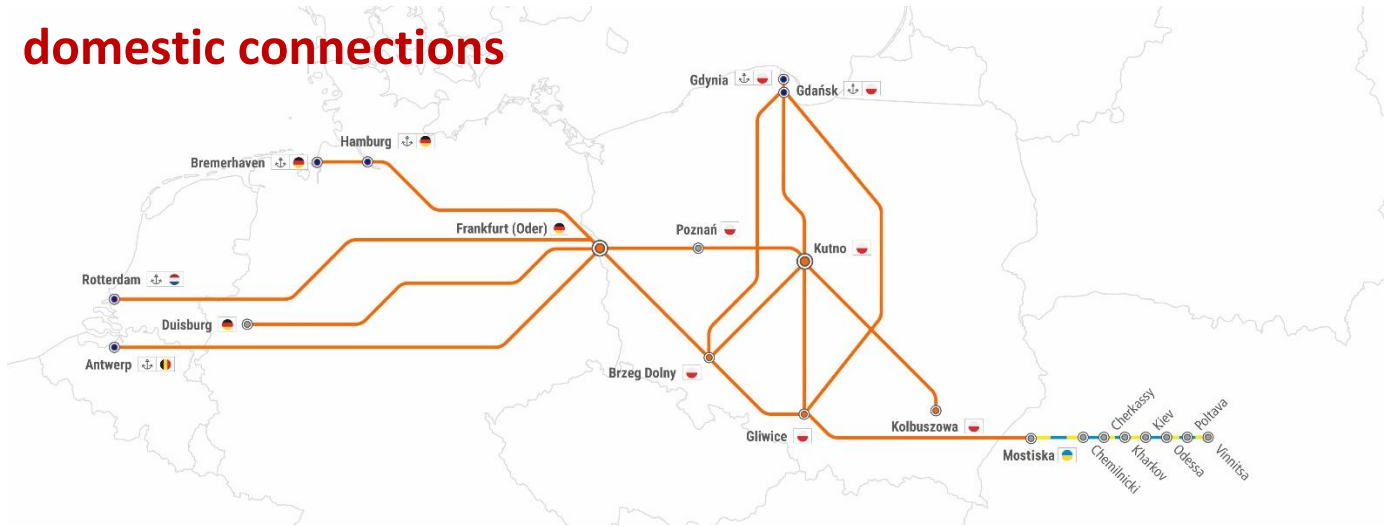 domestic connections
Gdynia
Gdańsk
Hamburg
Bremerhaven
Frankfurt (Oder)
Poznań
Kutno
Rotterdam
Duisburg
Antwerp
Brzeg Dolny
Gliwice
Kolbuszowa
Mostiska
Chemilnicki
Cherkassy
Kharkov
Kiev
Odessa
Poltava
Vinnitsa